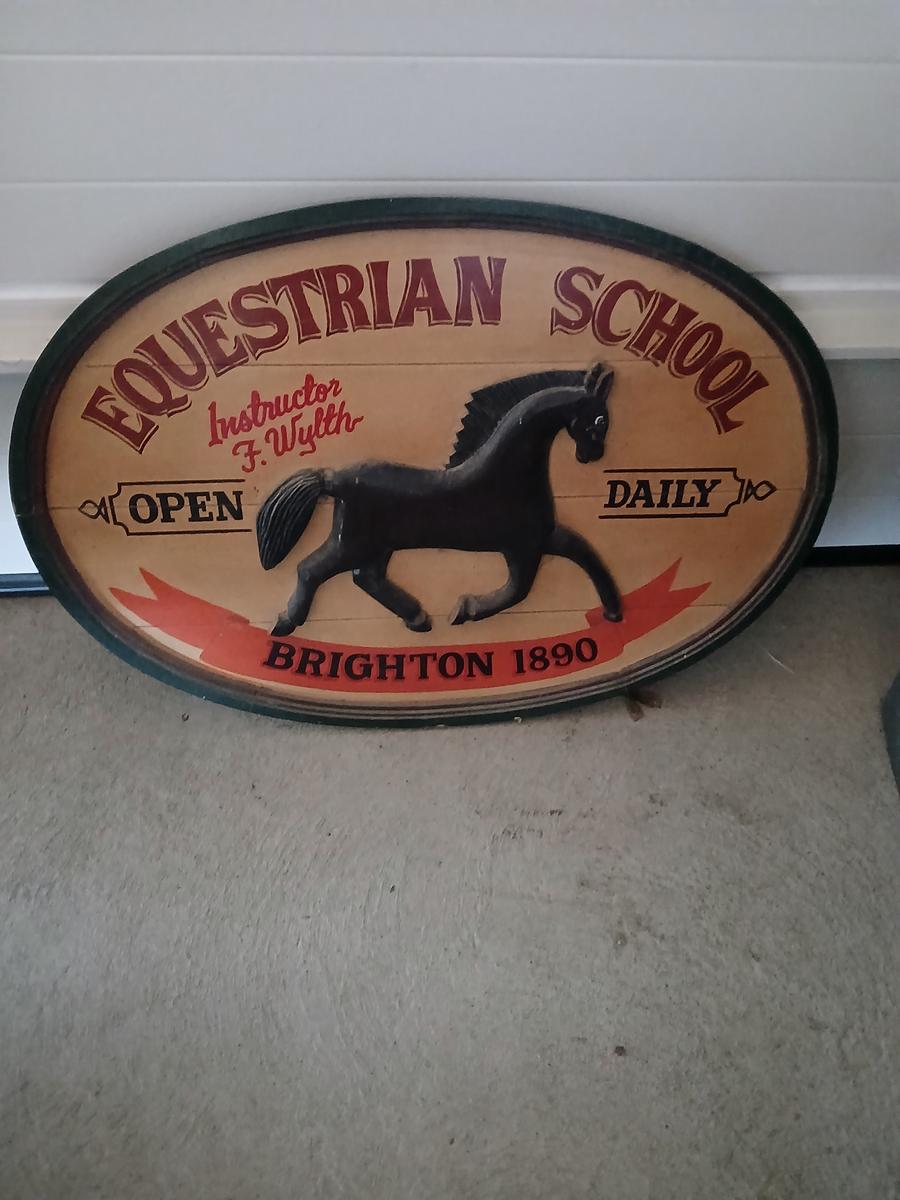 EQUESTRIAN SCHOOL
Instructor
F. Wylth
OPEN DAILY
BRIGHTON 1890